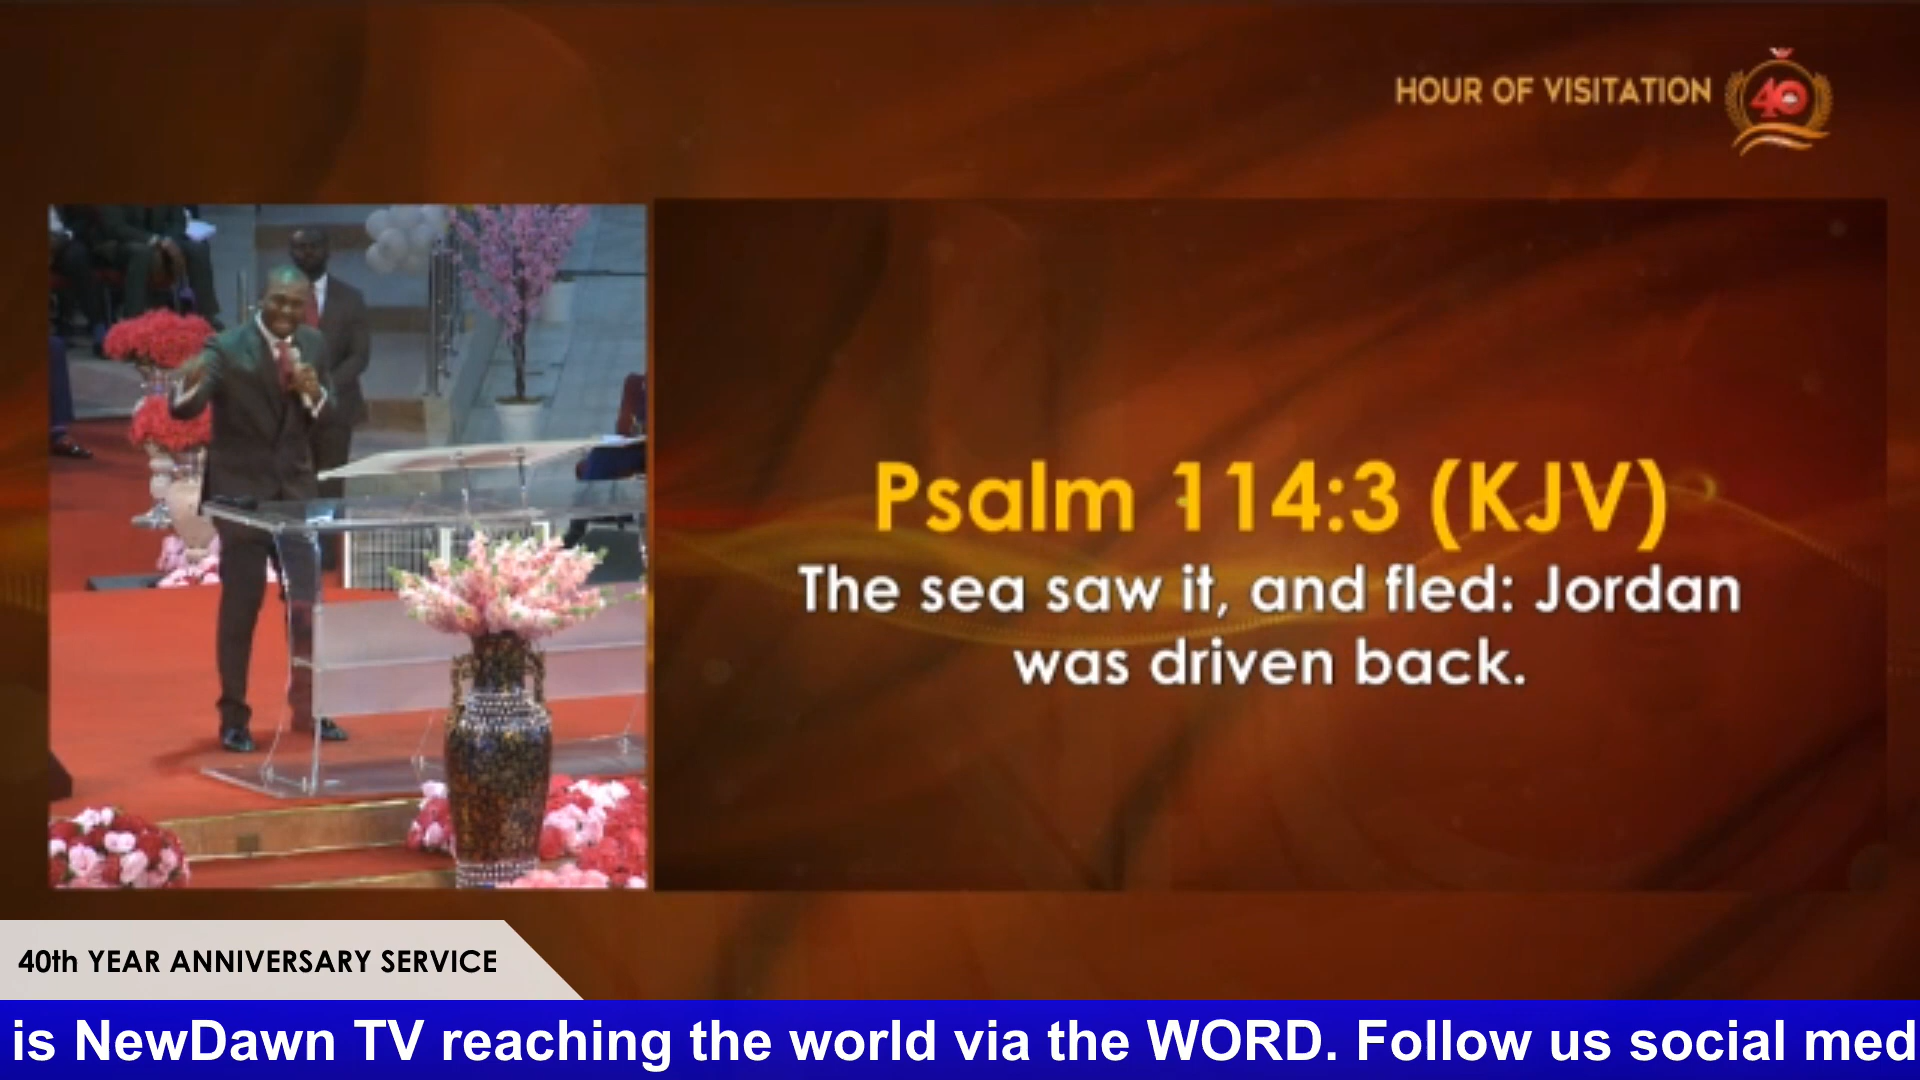 HOUR OF VISITATION
40
Psalm 114:3 (KJV)
The sea saw it, and fled: Jordan
was driven back.
40th YEAR ANNIVERSARY SERVICE
is NewDawn TV reaching the world via the WORD. Follow us social med